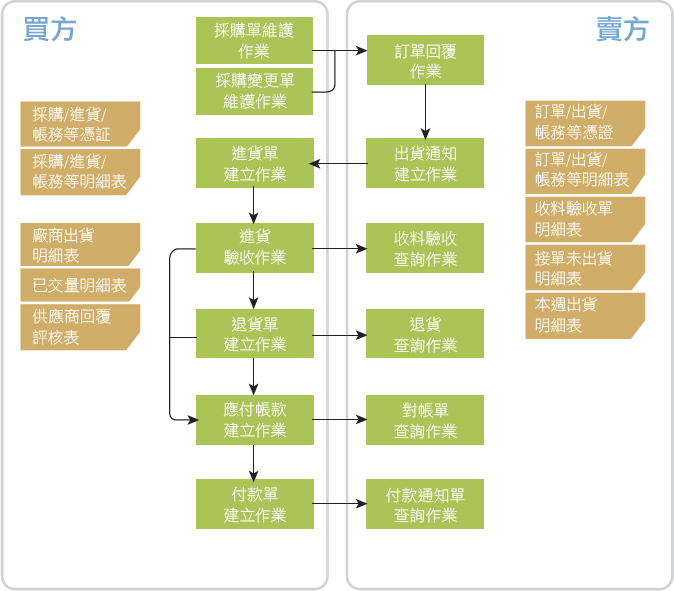 買方
採購/進貨/
帳務等憑証
採購/進貨/
帳務等明細表
廠商出貨
明細表
已交量明細表
供應商回覆
評核表
採購單維護
作業
採購變更單
維護作業
進貨單
建立作業
進貨
驗收作業
退貨單
建立作業
應付帳款
建立作業
付款單
建立作業
賣方
訂單回覆
作業
出貨通知
建立作業
收料驗收
查詢作業
退貨
查詢作業
對帳單
查詢作業
付款通知單
查詢作業
訂單/出貨/
帳務等憑證
訂單/出貨/
帳務等明細表
收料驗收單
明細表
接單未出貨
明細表
本週出貨
明細表